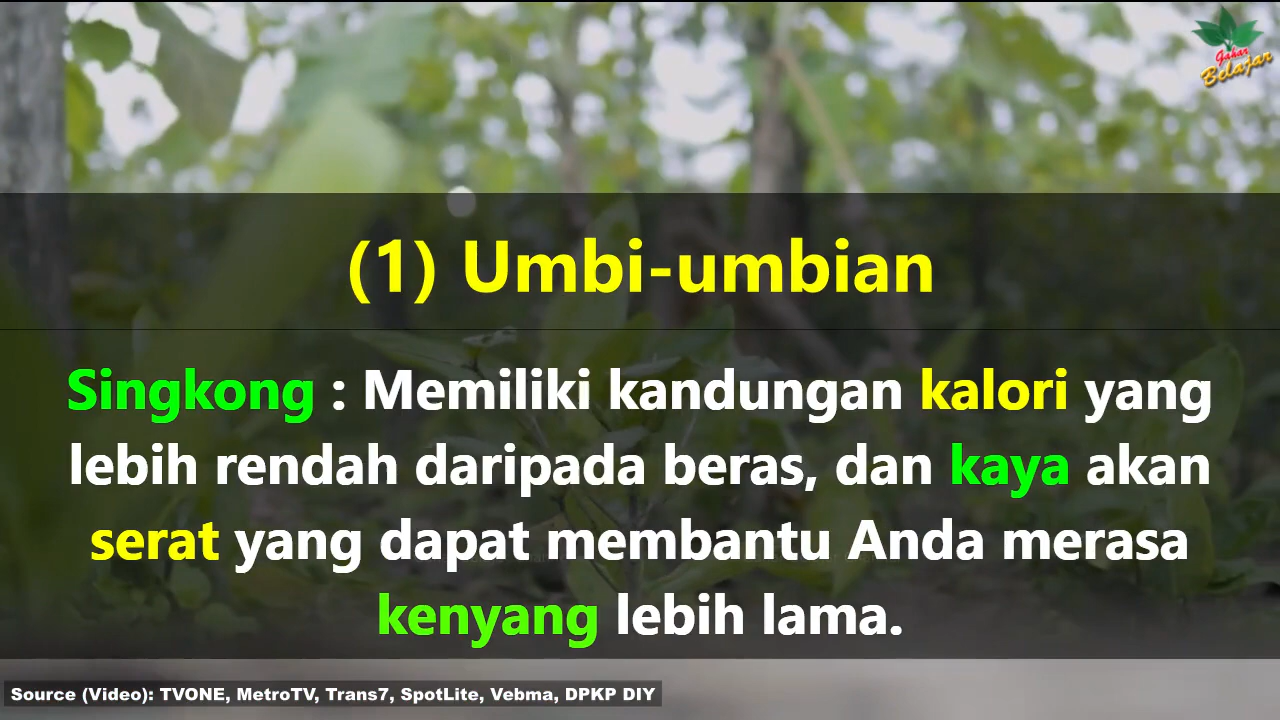 Gahar
Belajar
(1) Umbi-umbian
Singkong : Memiliki kandungan kalori yang
lebih rendah daripada beras, dan kaya akan
serat yang dapat membantu Anda merasa
kenyang lebih lama.
Source (Video): TVONE, MetroTV, Trans7, SpotLite, Vebma, DPKP DIY